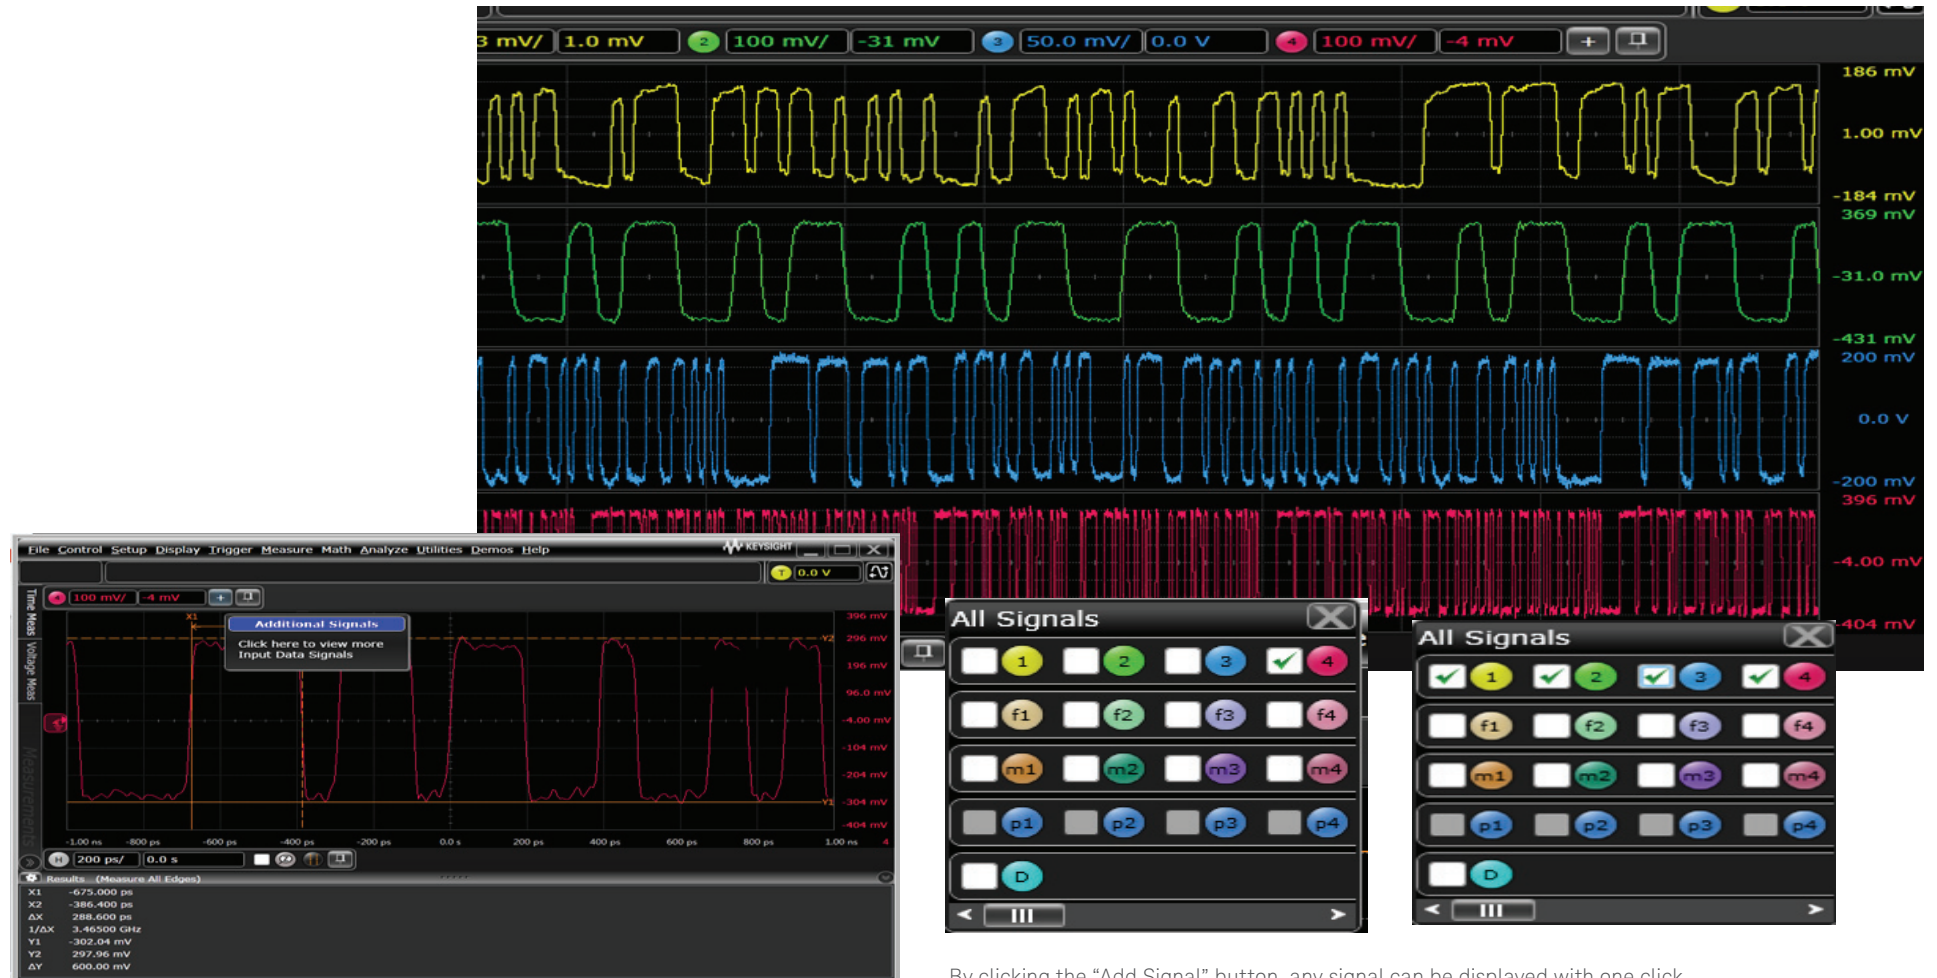 3 mV/ 1.0 mV 2 100 mV/ -31 mV 3 50.0 mV/ 0.0 V 4 100 mV/ -4 mV +
186 mV
1.00 mV
-184 mV
369 mV
-31.0 mV
-431 mV
200 mV
0.0 V
-200 mV
396 mV
-4.00 mV
-404 mV
File Control Setup Display Trigger Measure Math Analyze Utilities Demos Help KEYSIGHT
T 0.0 V
4 100 mV/ -4 mV +
Time Meas
Voltage Meas
Measurements
X1
Additional Signals
Click here to view more
Input Data Signals
Y2
Y1
396 mV
296 mV
196 mV
96.0 mV
-4.00 mV
-104 mV
-204 mV
-304 mV
-404 mV
-1.00 ns -800 ps -600 ps -400 ps -200 ps 0.0 s 200 ps 400 ps 600 ps 800 ps 1.00 ns 4
H 200 ps/ 0.0 s
Results (Measure All Edges)
X1 -675.000 ps
X2 -386.400 ps
ΔX 288.600 ps
1/ΔX 3.46500 GHz
Y1 -302.04 mV
Y2 297.96 mV
ΔY 600.00 mV
All Signals
1 2 3 4
f1 f2 f3 f4
m1 m2 m3 m4
p1 p2 p3 p4
D
All Signals
1 2 3 4
f1 f2 f3 f4
m1 m2 m3 m4
p1 p2 p3 p4
D
By clicking the “Add Signal” button, any signal can be displayed with one click